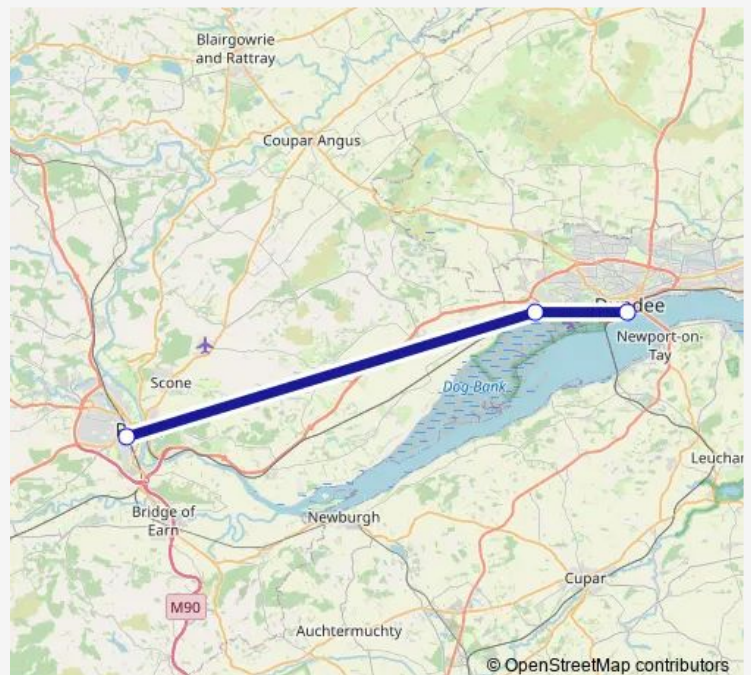 Blairgowrie
and Rattray
Coupar Angus
Dundee
Newport-on-
Tay
Scone
Dog Bank
Leuchar
Bridge of
Earn
Newburgh
Cupar
M90
Auchtermuchty
© OpenStreetMap contributors